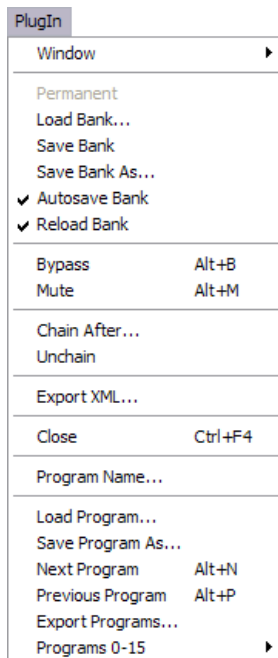 PlugIn
Window
Permanent
Load Bank...
Save Bank
Save Bank As...
Autosave Bank
Reload Bank
Bypass Alt+B
Mute Alt+M
Chain After...
Unchain
Export XML...
Close Ctrl+F4
Program Name...
Load Program...
Save Program As...
Next Program Alt+N
Previous Program Alt+P
Export Programs...
Programs 0-15